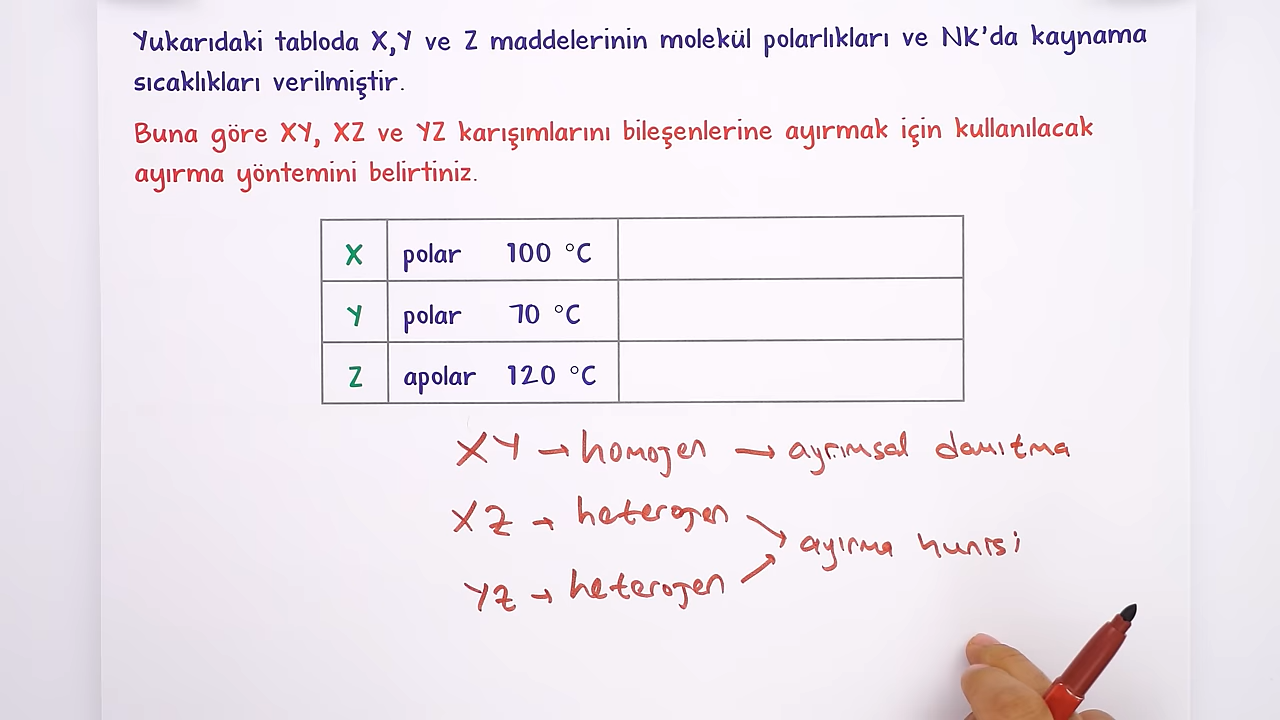 Yukarıdaki tabloda X,Y ve Z maddelerinin molekül polarlıkları ve NK'da kaynama
sıcaklıkları verilmiştir.
Buna göre XY, XZ ve YZ karışımlarını bileşenlerine ayırmak için kullanılacak
ayırma yöntemini belirtiniz.
X polar 100 °C
Y polar 70 °C
Z apolar 120 °C
XY → homojen → ayrımsal damıtma
XZ → heterojen
ayırma hunisi
YZ → heterojen